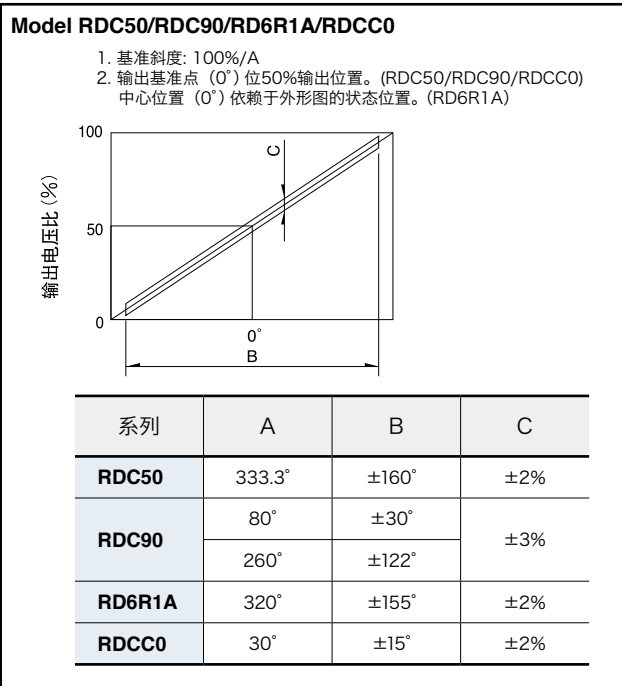 Model RDC50/RDC90/RD6R1A/RDCC0
1. 基准斜度: 100%/A
2. 输出基准点（0˚）位50%输出位置。(RDC50/RDC90/RDCC0)
中心位置（0˚）依赖于外形图的状态位置。(RD6R1A）
100
C
输出电压比 (%)
50
0
0˚
B
系列 A B C
RDC50 333.3˚ ±160˚ ±2%
RDC90 80˚ ±30˚ ±3%
260˚ ±122˚
RD6R1A 320˚ ±155˚ ±2%
RDCC0 30˚ ±15˚ ±2%